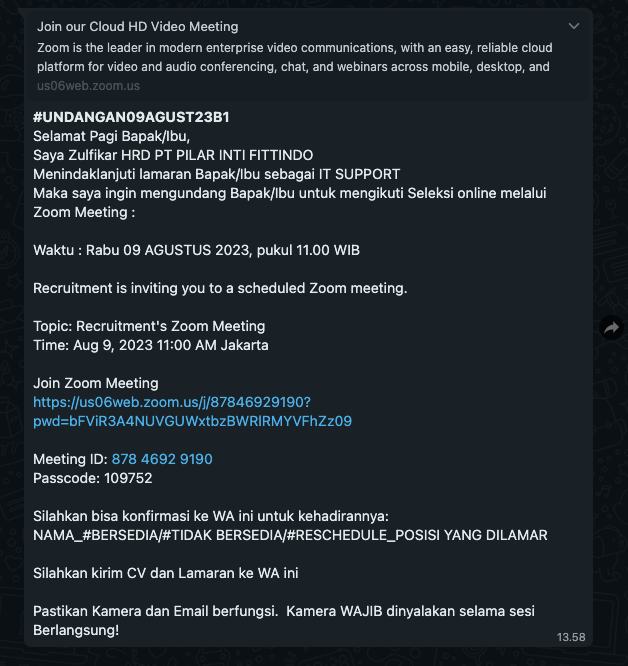 Join our Cloud HD Video Meeting
Zoom is the leader in modern enterprise video communications, with an easy, reliable cloud
platform for video and audio conferencing, chat, and webinars across mobile, desktop, and
us06web.zoom.us
#UNDANGAN09AGUST23B1
Selamat Pagi Bapak/Ibu,
Saya Zulfikar HRD PT PILAR INTI FITTINDO
Menindaklanjuti lamaran Bapak/Ibu sebagai IT SUPPORT
Maka saya ingin mengundang Bapak/Ibu untuk mengikuti Seleksi online melalui
Zoom Meeting :
Waktu : Rabu 09 AGUSTUS 2023, pukul 11.00 WIB
Recruitment is inviting you to a scheduled Zoom meeting.
Topic: Recruitment's Zoom Meeting
Time: Aug 9, 2023 11:00 AM Jakarta
Join Zoom Meeting
https://us06web.zoom.us/j/87846929190?
pwd=bFViR3A4NUVGUWxtbzBWRlRMYVFhZz09
Meeting ID: 878 4692 9190
Passcode: 109752
Silahkan bisa konfirmasi ke WA ini untuk kehadirannya:
NAMA_#BERSEDIA/#TIDAK BERSEDIA/#RESCHEDULE_POSISI YANG DILAMAR
Silahkan kirim CV dan Lamaran ke WA ini
Pastikan Kamera dan Email berfungsi.  Kamera WAJIB dinyalakan selama sesi
Berlangsung!
13.58